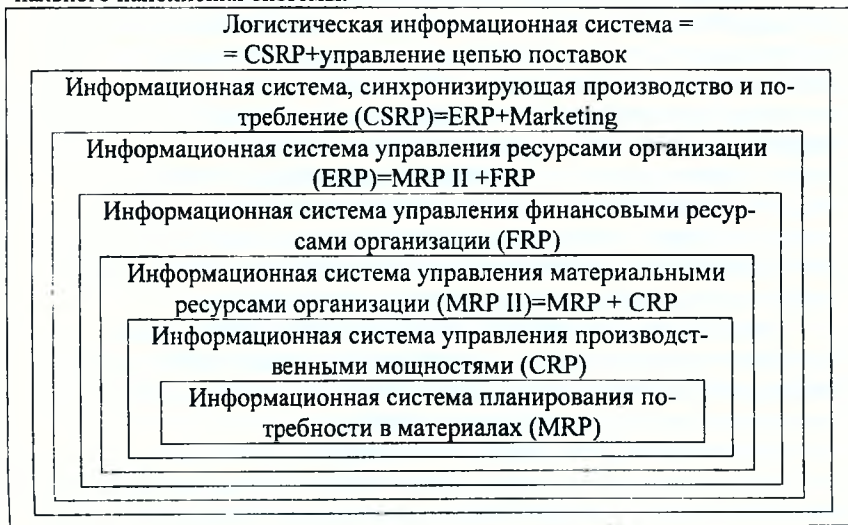 Логистическая информационная система =
= CSRP+управление цепью поставок
Информационная система, синхронизирующая производство и по-
требление (CSRP)=ERP+Marketing
Информационная система управления ресурсами организации
(ERP)=MRP II +FRP
Информационная система управления финансовыми ресур-
сами организации (FRP)
Информационная система управления материальными
ресурсами организации (MRP II)=MRP + CRP
Информационная система управления производст-
венными мощностями (CRP)
Информационная система планирования по-
требности в материалах (MRP)